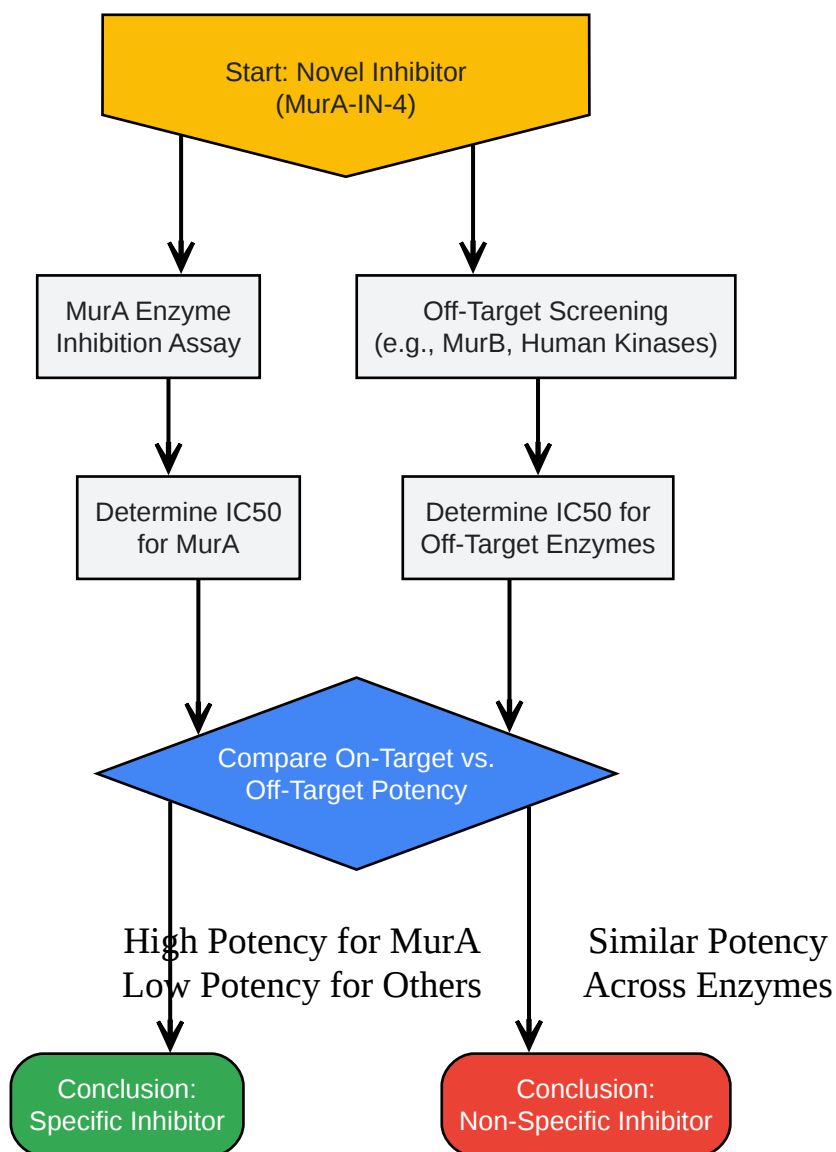 Start: Novel Inhibitor
(MurA-IN-4)
MurA Enzyme
Inhibition Assay
Off-Target Screening
(e.g., MurB, Human Kinases)
Determine IC50
for MurA
Determine IC50 for
Off-Target Enzymes
Compare On-Target vs.
Off-Target Potency
High Potency for MurA
Low Potency for Others
Similar Potency
Across Enzymes
Conclusion:
Specific Inhibitor
Conclusion:
Non-Specific Inhibitor